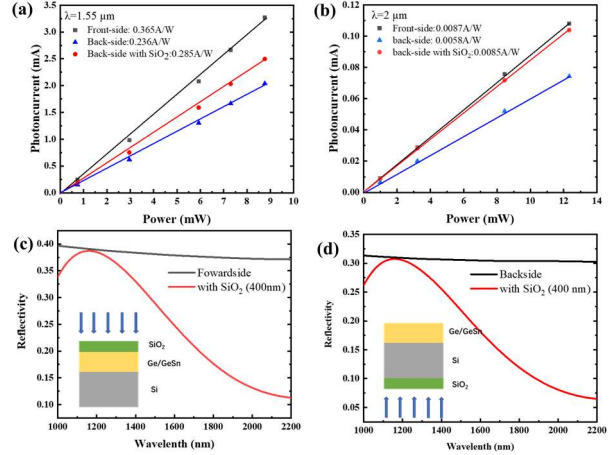 (a)
λ=1.55 µm
Front-side: 0.365A/W
Back-side:0.236A/W
Back-side with SiO2:0.285A/W
Photoncurrent (mA)
4.0
3.5
3.0
2.5
2.0
1.5
1.0
0.5
0.0
0 1 2 3 4 5 6 7 8 9 10
Power (mW)
(b)
λ=2 µm
Front-side:0.0087A/W
back-side:0.0058A/W
back-side with SiO2:0.0085A/W
Photoncurrent (mA)
0.12
0.10
0.08
0.06
0.04
0.02
0.00
0 2 4 6 8 10 12 14
Power (mW)
(c)
Fowardside
with SiO2 (400nm)
Reflectivity
0.40
0.35
0.30
0.25
0.20
0.15
0.10
SiO2
Ge/GeSn
Si
1000 1200 1400 1600 1800 2000 2200
Wavelenth (nm)
(d)
Backside
with SiO2 (400 nm)
Reflectivity
0.35
0.30
0.25
0.20
0.15
0.10
0.05
Ge/GeSn
Si
SiO2
1000 1200 1400 1600 1800 2000 2200
Wavelenth (nm)